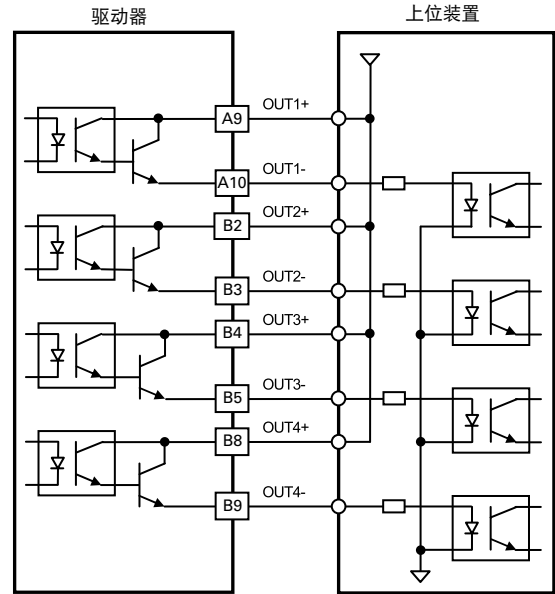 驱动器
上位装置
A9 OUT1+
A10 OUT1-
B2 OUT2+
B3 OUT2-
B4 OUT3+
B5 OUT3-
B8 OUT4+
B9 OUT4-